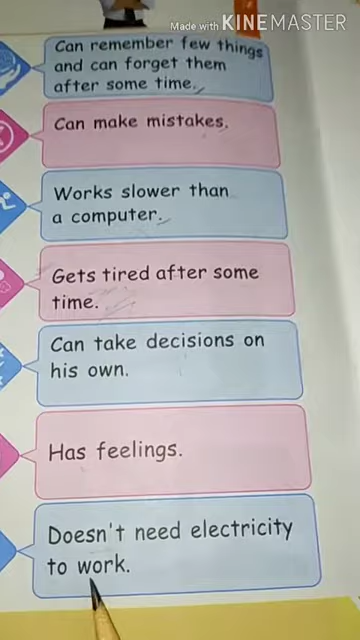 Made with KINEMASTER
Can remember few things
and can forget them
after some time.
Can make mistakes.
Works slower than
a computer.
Gets tired after some
time.
Can take decisions on
his own.
Has feelings.
Doesn't need electricity
to work.